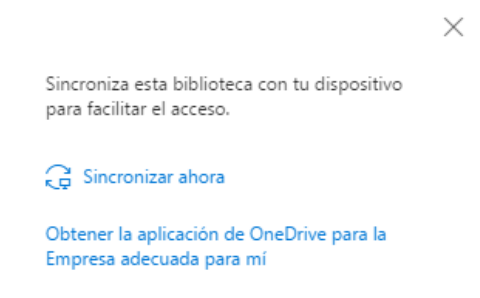 Sincroniza esta biblioteca con tu dispositivo
para facilitar el acceso.
Sincronizar ahora
Obtener la aplicación de OneDrive para la
Empresa adecuada para mí